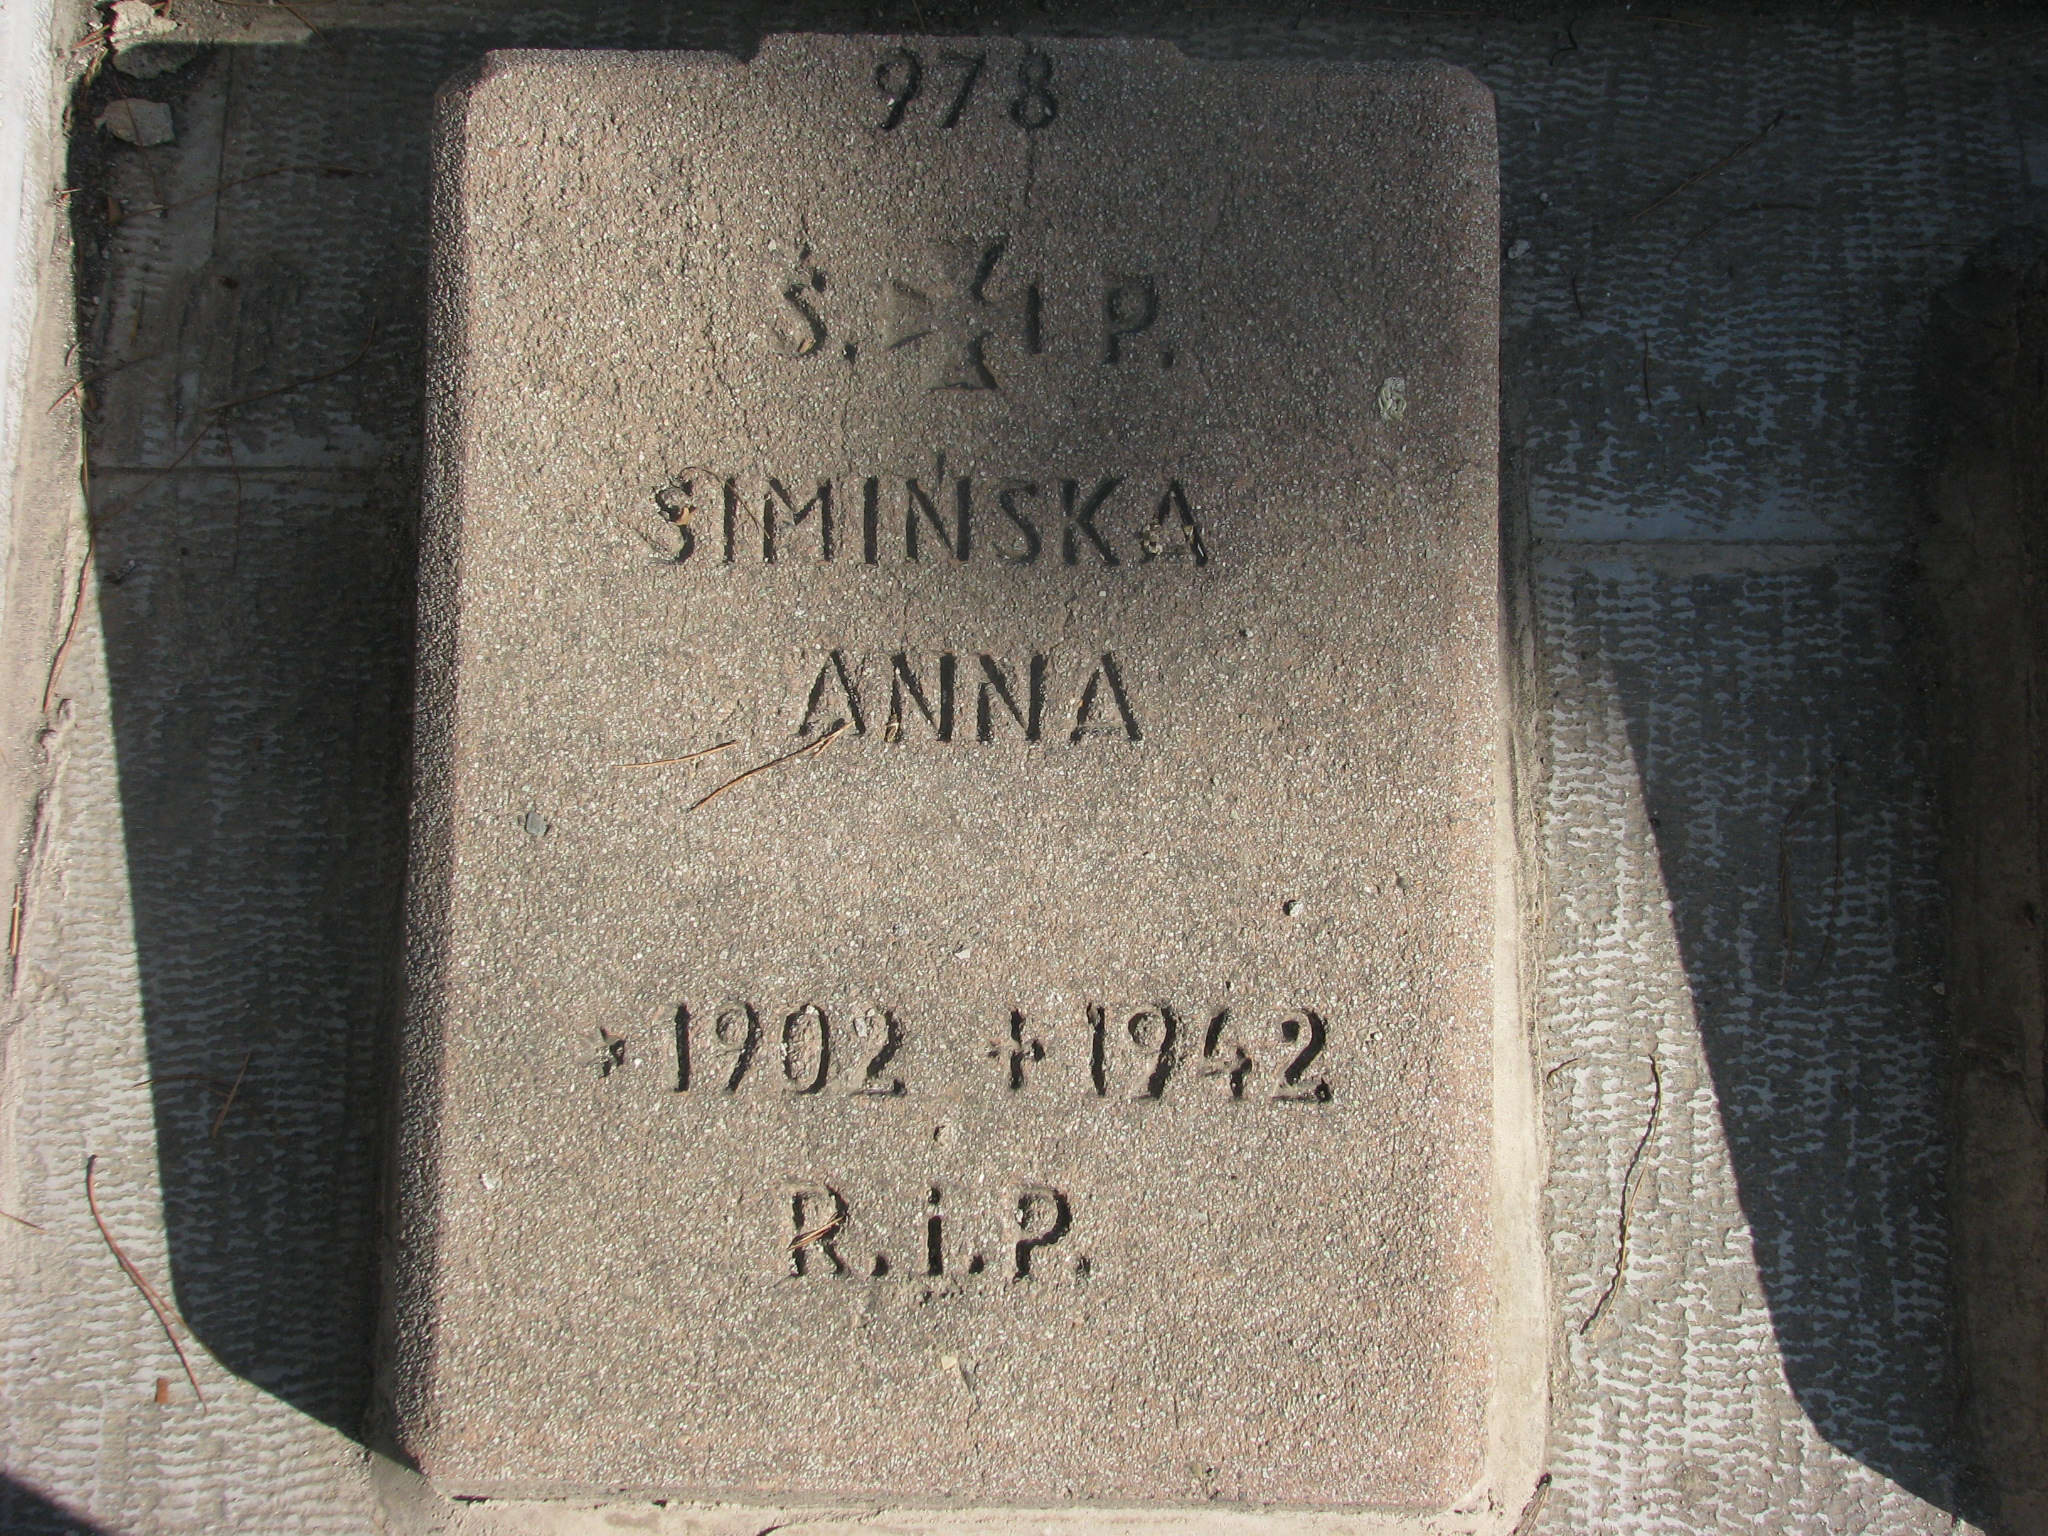 978
Ś. I P.
SIMIŃSKA
ANNA
1902 1942
R.i.P.